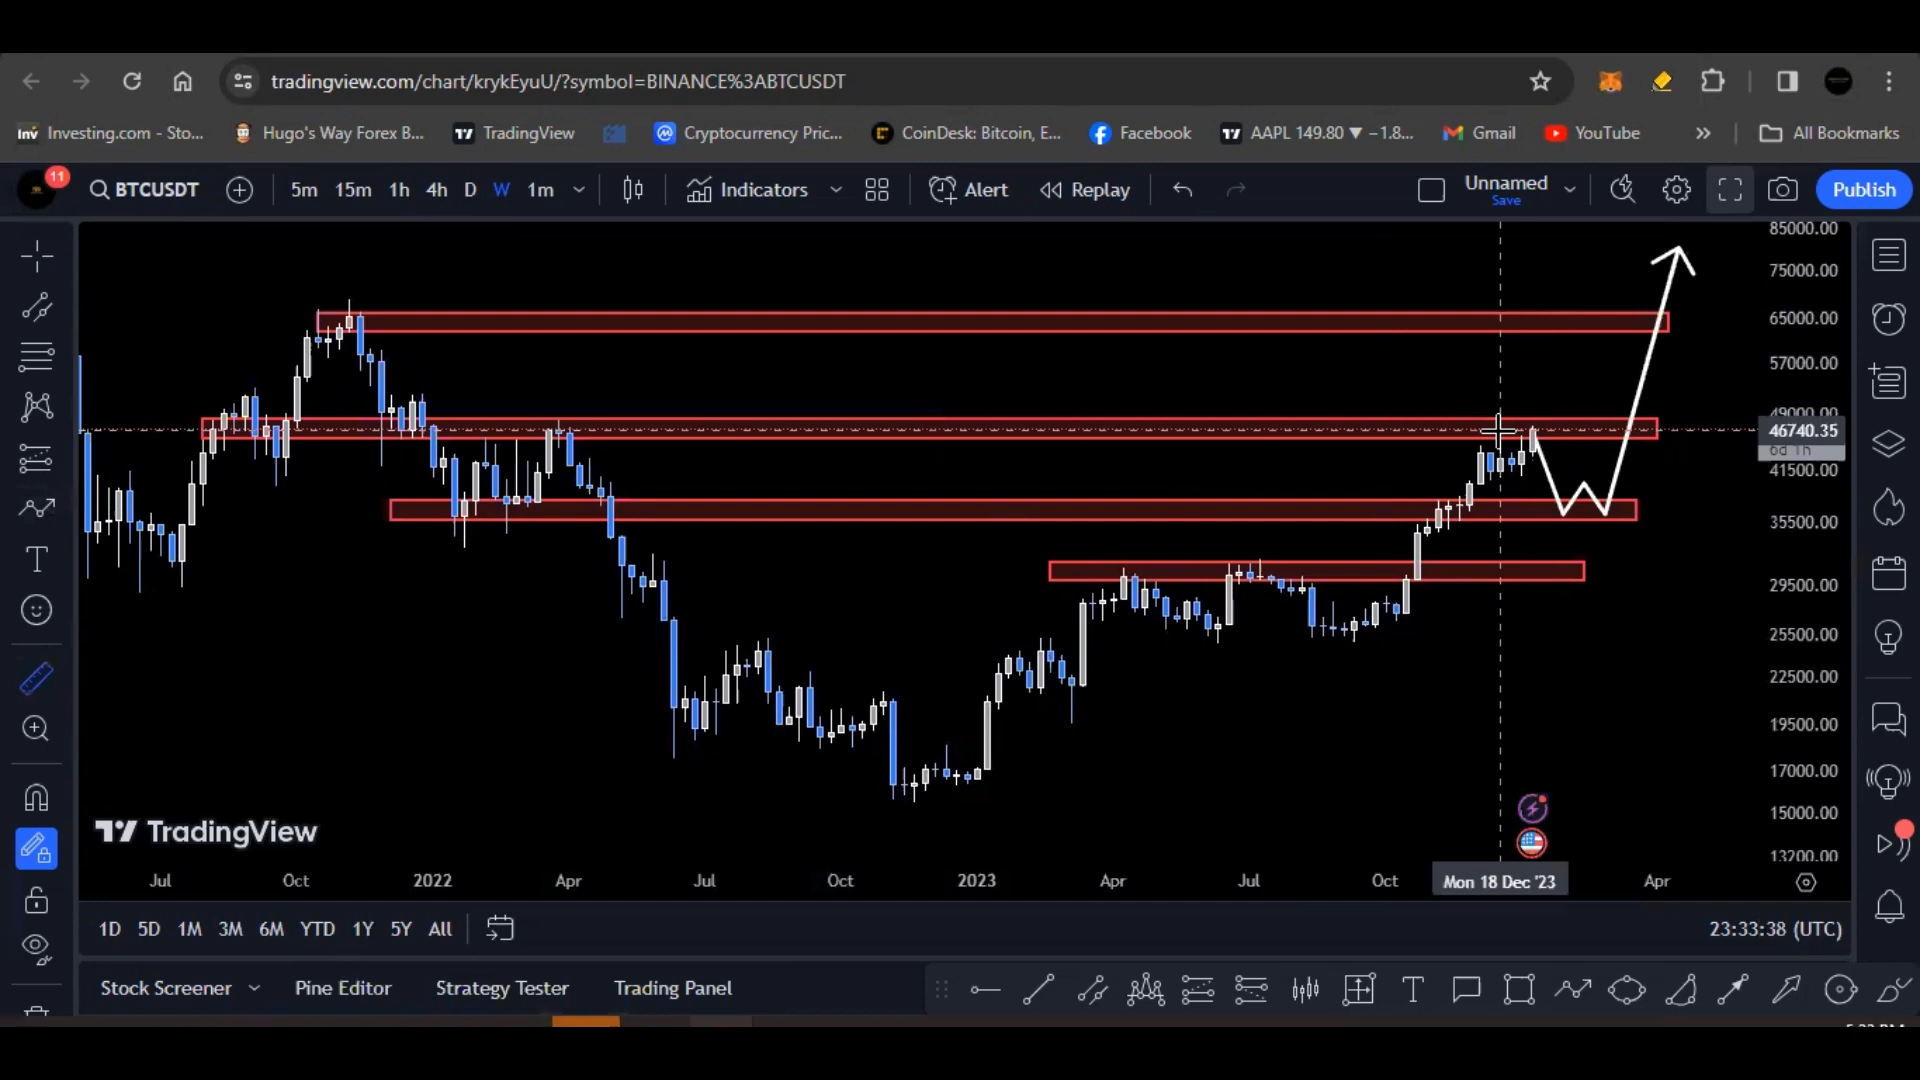 tradingview.com/chart/krykEyuU/?symbol=BINANCE%3ABTCUSDT
Inv Investing.com - Sto... Hugo's Way Forex B... TradingView Cryptocurrency Pric... CoinDesk: Bitcoin, E... Facebook AAPL 149.80 ▼ −1.8... Gmail YouTube » All Bookmarks
11 BTCUSDT 5m 15m 1h 4h D W 1m Indicators Alert Replay Unnamed Publish
Save
85000.00
75000.00
65000.00
57000.00
49000.00
46740.35
6d 1h
41500.00
35500.00
29500.00
25500.00
22500.00
19500.00
17000.00
15000.00
13200.00
TradingView
Jul Oct 2022 Apr Jul Oct 2023 Apr Jul Oct Mon 18 Dec '23 Apr
1D 5D 1M 3M 6M YTD 1Y 5Y All 23:33:38 (UTC)
Stock Screener Pine Editor Strategy Tester Trading Panel